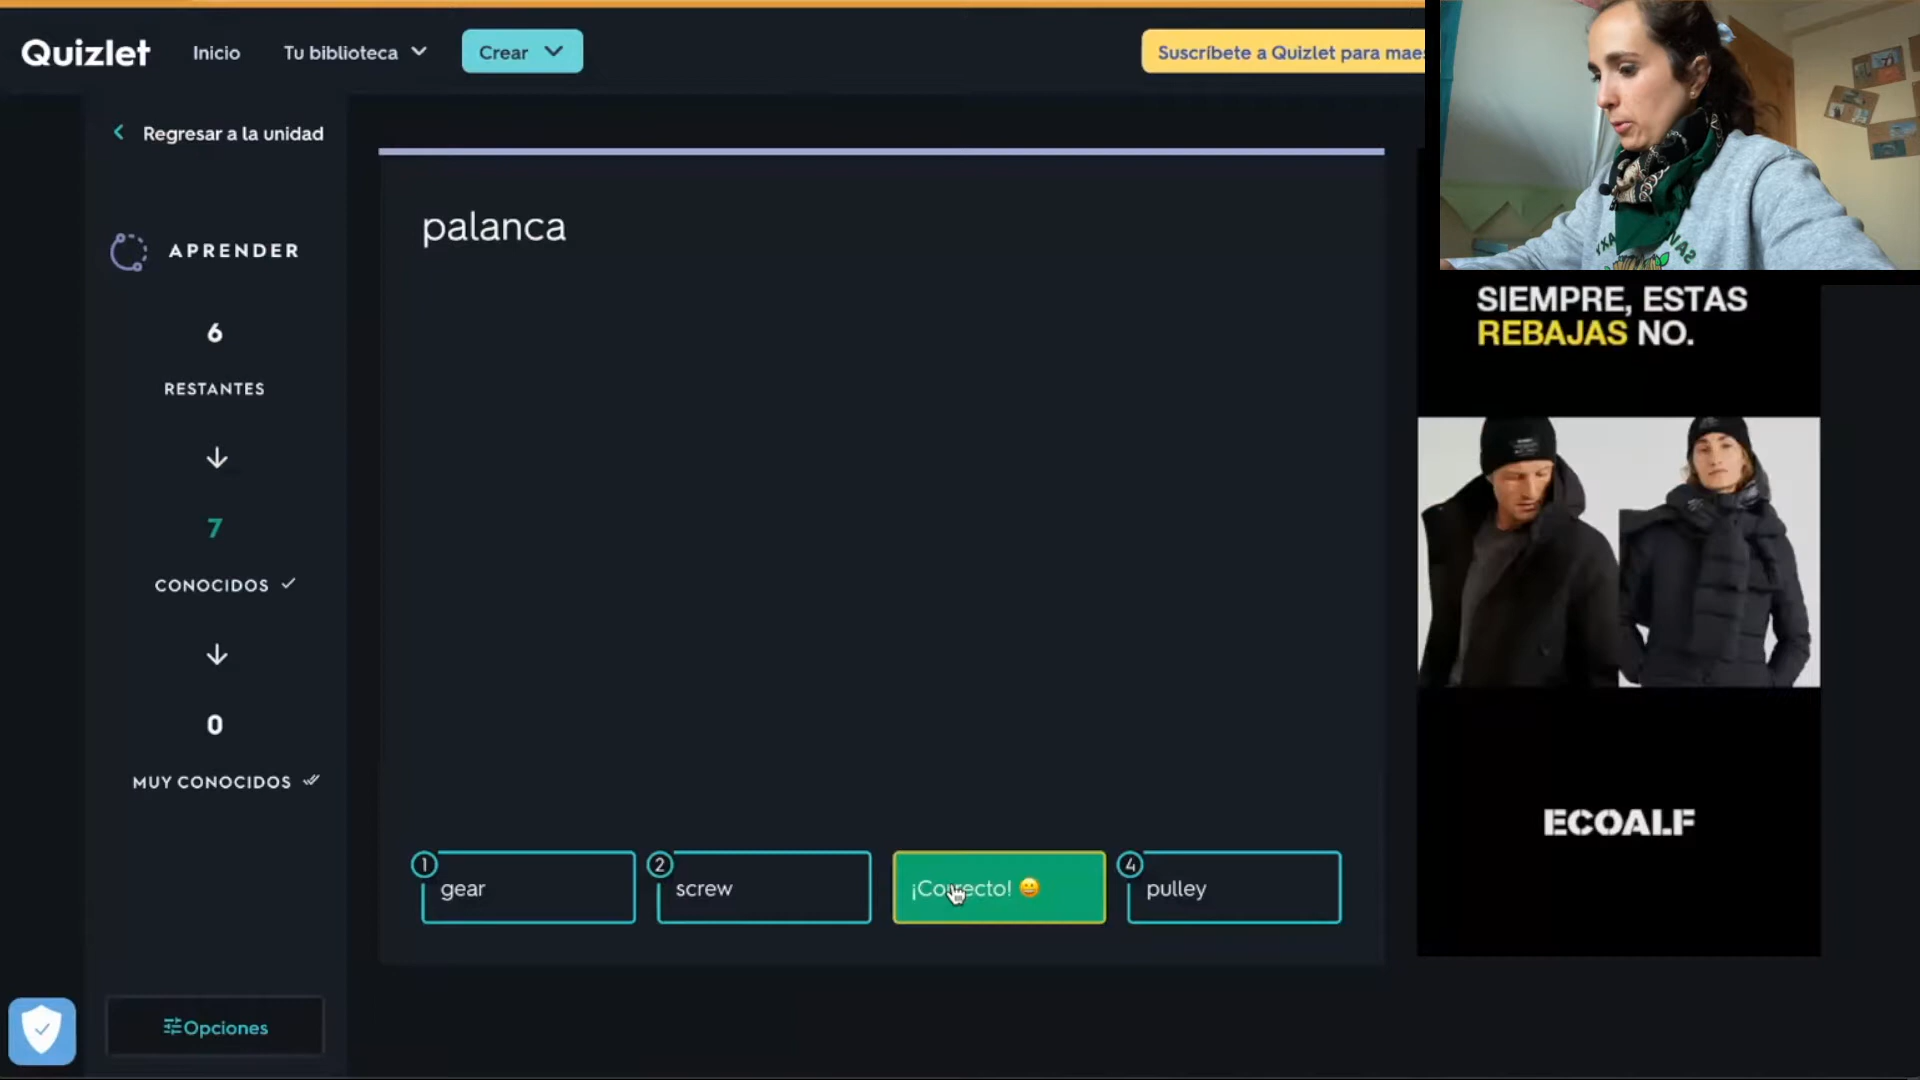 Quizlet
Inicio
Tu biblioteca
Crear
Suscríbete a Quizlet para
Regresar a la unidad
APRENDER
6
RESTANTES
7
CONOCIDOS
0
MUY CONOCIDOS
Opciones
palanca
1
gear
2
screw
¡Correcto! 😀
4
pulley
SIEMPRE, ESTAS
REBAJAS NO.
ECOALF